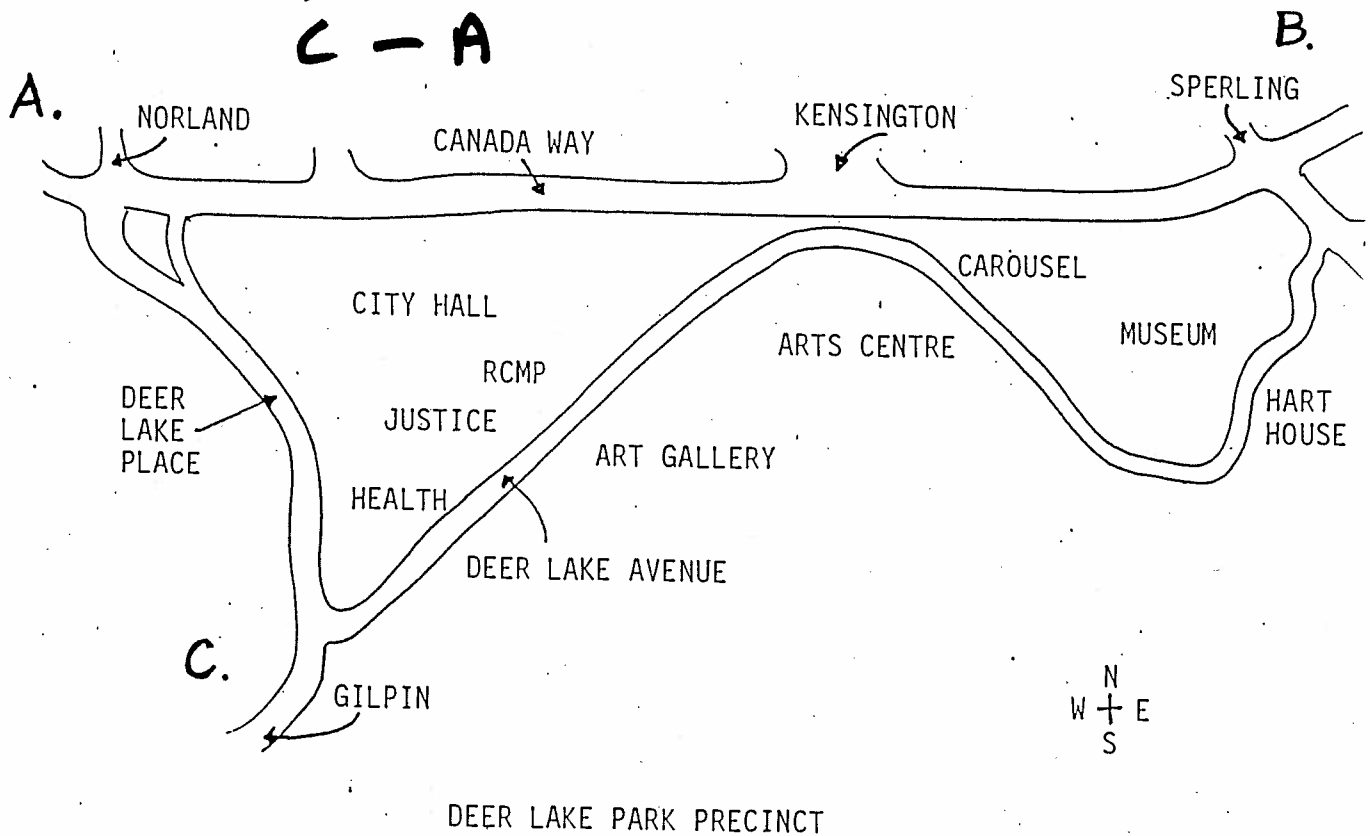 C - A
B.
A.
SPERLING
NORLAND
KENSINGTON
CANADA WAY
CAROUSEL
CITY HALL
MUSEUM
ARTS CENTRE
RCMP
DEER
LAKE
PLACE
JUSTICE
HART
HOUSE
ART GALLERY
HEALTH
DEER LAKE AVENUE
C.
GILPIN
N
W E
S
DEER LAKE PARK PRECINCT